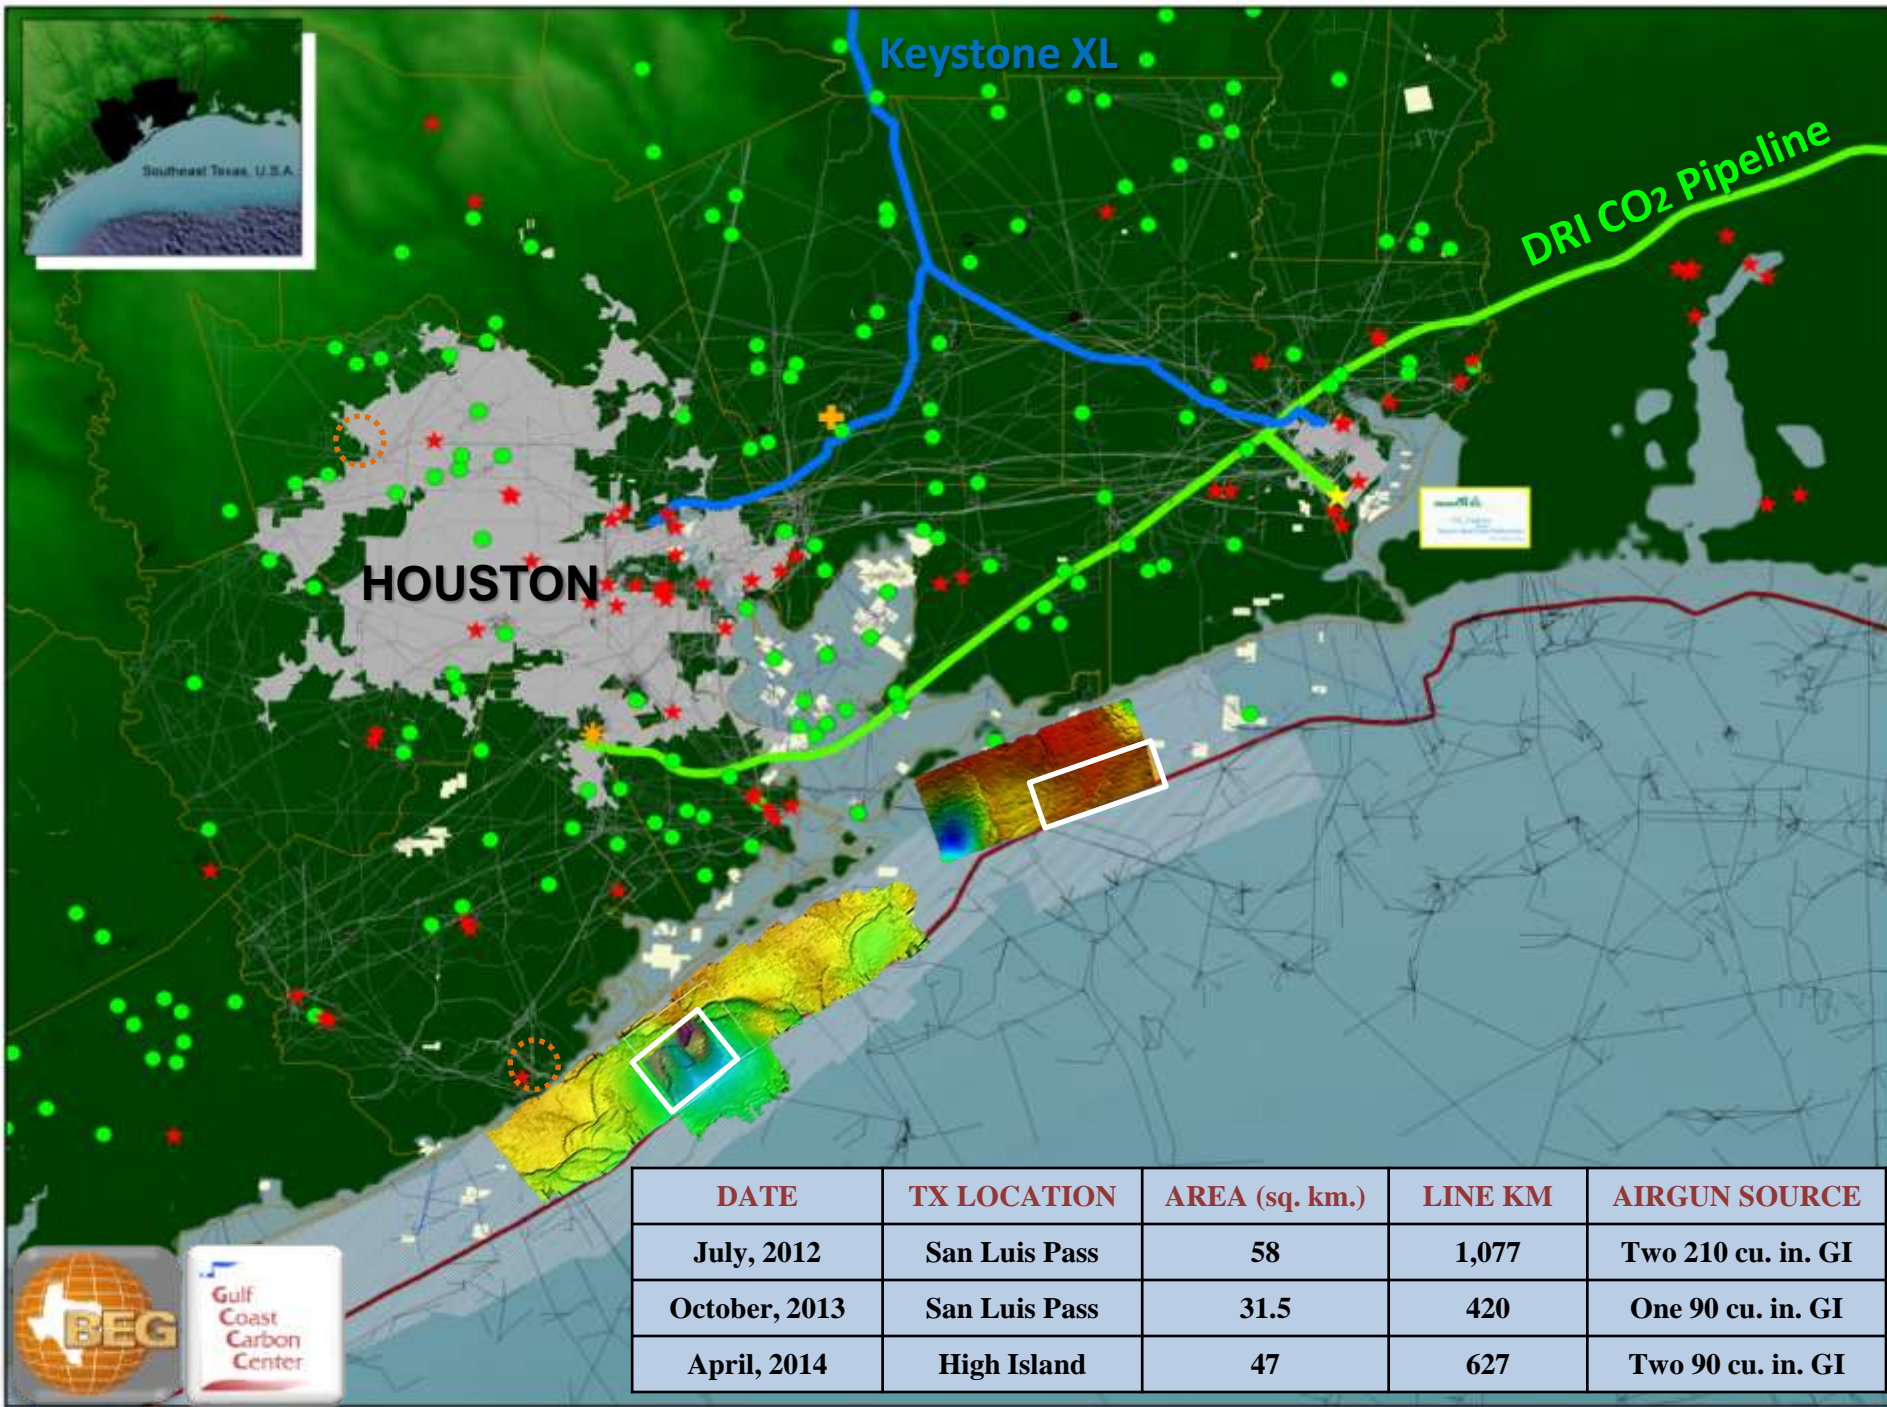 Keystone XL
Southeast Texas, U.S.A.
DRI CO2 Pipeline
HOUSTON
DATE TX LOCATION AREA (sq. km.) LINE KM AIRGUN SOURCE
July, 2012 San Luis Pass 58 1,077 Two 210 cu. in. GI
October, 2013 San Luis Pass 31.5 420 One 90 cu. in. GI
April, 2014 High Island 47 627 Two 90 cu. in. GI
BEG
Gulf
Coast
Carbon
Center